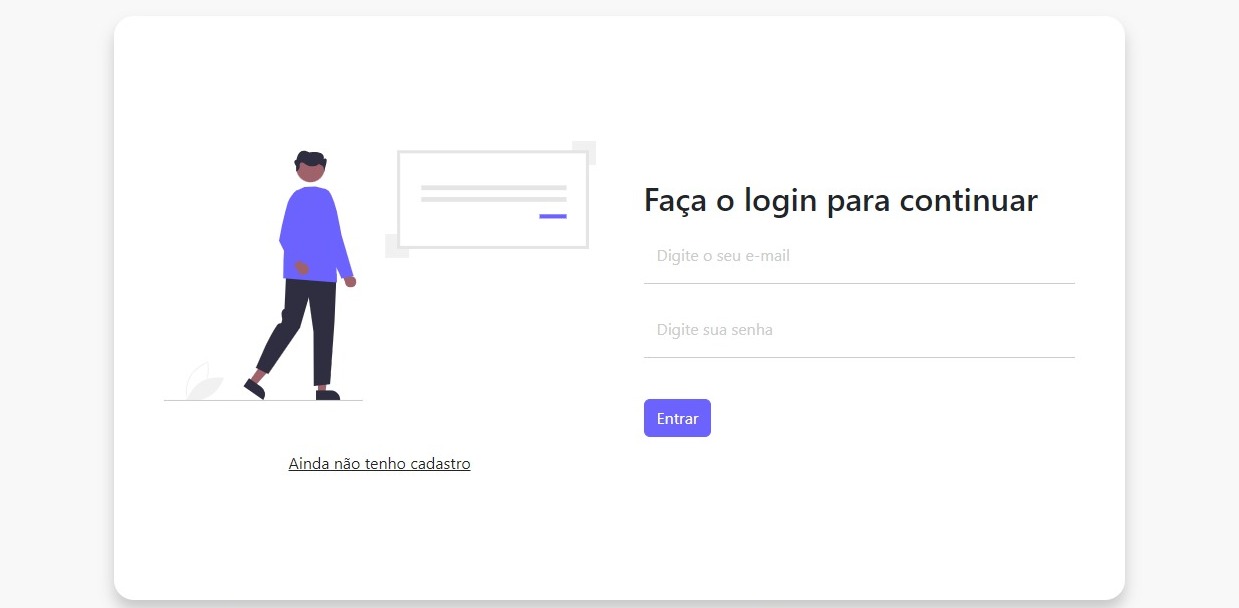 Faça o login para continuar
Digite o seu e-mail
Digite sua senha
Entrar
Ainda não tenho cadastro